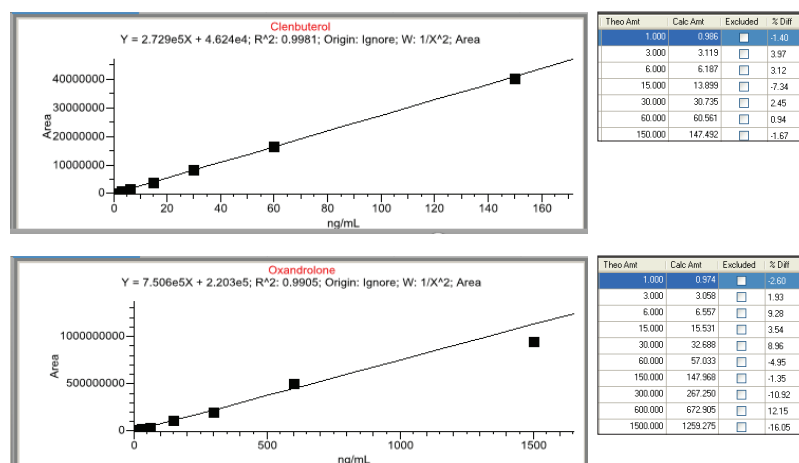 Clenbuterol
Y = 2.729e5X + 4.624e4; R^2: 0.9981; Origin: Ignore; W: 1/X^2; Area
40000000
30000000
20000000
10000000
0
Area
0 20 40 60 80 100 120 140 160
ng/mL
Theo Amt Calc Amt Excluded % Diff
1.000 0.986 -1.40
3.000 3.119 3.97
6.000 6.187 3.12
15.000 13.899 -7.34
30.000 30.735 2.45
60.000 60.561 0.94
150.000 147.492 -1.67
Oxandrolone
Y = 7.506e5X + 2.203e5; R^2: 0.9905; Origin: Ignore; W: 1/X^2; Area
1000000000
500000000
0
Area
0 500 1000 1500
ng/mL
Theo Amt Calc Amt Excluded % Diff
1.000 0.974 -2.60
3.000 3.058 1.93
6.000 6.557 9.28
15.000 15.531 3.54
30.000 32.688 8.96
60.000 57.033 -4.95
150.000 147.968 -1.35
300.000 267.250 -10.92
600.000 672.905 12.15
1500.000 1259.275 -16.05